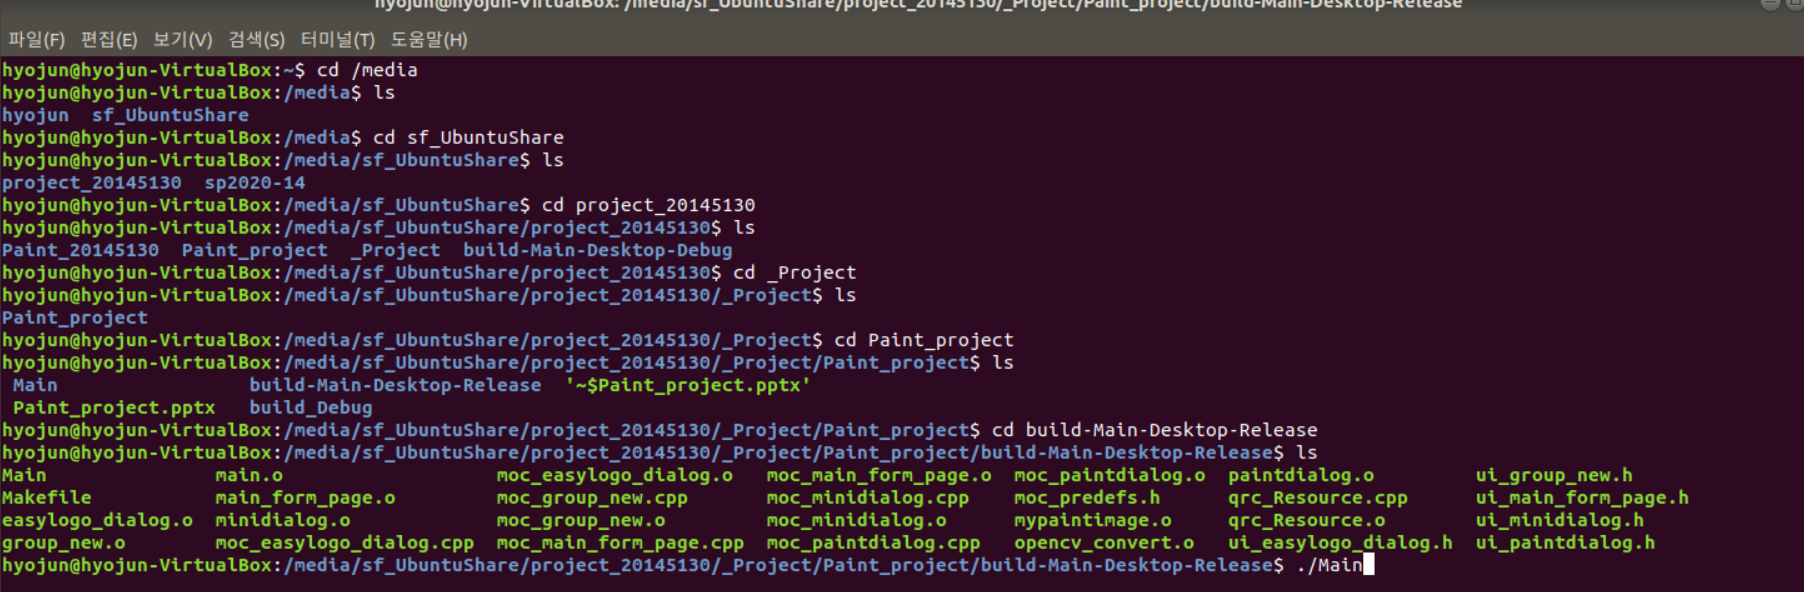 hyojun@hyojun-VirtualBox: /media/sf_UbuntuShare/project_20145130/_Project/Paint_project/build-Main-Desktop-Release
파일(F) 편집(E) 보기(V) 검색(S) 터미널(T) 도움말(H)
hyojun@hyojun-VirtualBox:~$ cd /media
hyojun@hyojun-VirtualBox:/media$ ls
hyojun sf_UbuntuShare
hyojun@hyojun-VirtualBox:/media$ cd sf_UbuntuShare
hyojun@hyojun-VirtualBox:/media/sf_UbuntuShare$ ls
project_20145130 sp2020-14
hyojun@hyojun-VirtualBox:/media/sf_UbuntuShare$ cd project_20145130
hyojun@hyojun-VirtualBox:/media/sf_UbuntuShare/project_20145130$ ls
Paint_20145130 Paint_project _Project build-Main-Desktop-Debug
hyojun@hyojun-VirtualBox:/media/sf_UbuntuShare/project_20145130$ cd _Project
hyojun@hyojun-VirtualBox:/media/sf_UbuntuShare/project_20145130/_Project$ ls
Paint_project
hyojun@hyojun-VirtualBox:/media/sf_UbuntuShare/project_20145130/_Project$ cd Paint_project
hyojun@hyojun-VirtualBox:/media/sf_UbuntuShare/project_20145130/_Project/Paint_project$ ls
Main build-Main-Desktop-Release '~$Paint_project.pptx'
Paint_project.pptx build_Debug
hyojun@hyojun-VirtualBox:/media/sf_UbuntuShare/project_20145130/_Project/Paint_project$ cd build-Main-Desktop-Release
hyojun@hyojun-VirtualBox:/media/sf_UbuntuShare/project_20145130/_Project/Paint_project/build-Main-Desktop-Release$ ls
Main main.o moc_easylogo_dialog.o moc_main_form_page.o moc_paintdialog.o paintdialog.o ui_group_new.h
Makefile main_form_page.o moc_group_new.cpp moc_minidialog.cpp moc_predefs.h qrc_Resource.cpp ui_main_form_page.h
easylogo_dialog.o minidialog.o moc_group_new.o moc_minidialog.o mypaintimage.o qrc_Resource.o ui_minidialog.h
group_new.o moc_easylogo_dialog.cpp moc_main_form_page.cpp moc_paintdialog.cpp opencv_convert.o ui_easylogo_dialog.h ui_paintdialog.h
hyojun@hyojun-VirtualBox:/media/sf_UbuntuShare/project_20145130/_Project/Paint_project/build-Main-Desktop-Release$ ./Main